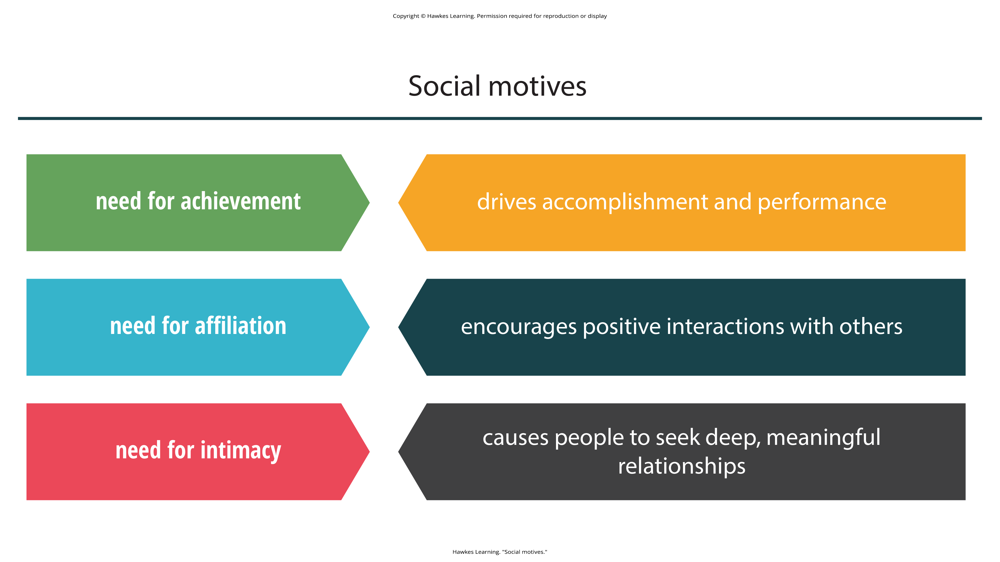 Copyright © Hawkes Learning. Permission required for reproduction or display
Social motives
need for achievement
drives accomplishment and performance
need for affiliation
encourages positive interactions with others
need for intimacy
causes people to seek deep, meaningful
relationships
Hawkes Learning. "Social motives."